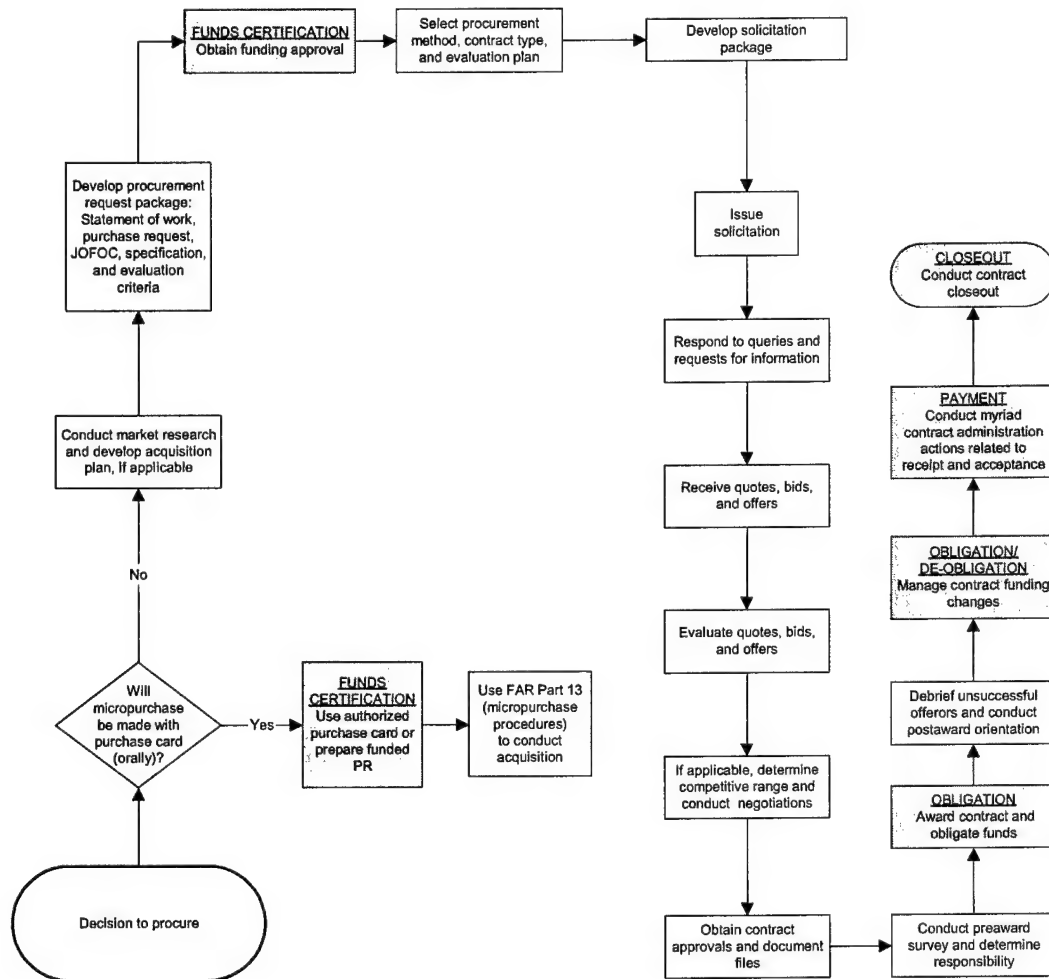 FUNDS CERTIFICATION
Obtain funding approval
Select procurement
method, contract type,
and evaluation plan
Develop solicitation
package
Develop procurement
request package:
Statement of work,
purchase request,
JOFOC, specification,
and evaluation
criteria
Issue
solicitation
CLOSEOUT
Conduct contract
closeout
Respond to queries and
requests for information
PAYMENT
Conduct myriad
contract administration
actions related to
receipt and acceptance
Conduct market research
and develop acquisition
plan, if applicable
Receive quotes, bids,
and offers
No
OBLIGATION/
DE-OBLIGATION
Manage contract funding
changes
Evaluate quotes, bids,
and offers
Will
micropurchase
be made with
purchase card
(orally)?
Yes
FUNDS
CERTIFICATION
Use authorized
purchase card or
prepare funded
PR
Use FAR Part 13
(micropurchase
procedures)
to conduct
acquisition
Debrief unsuccessful
offerors and conduct
postaward orientation
If applicable, determine
competitive range and
conduct negotiations
OBLIGATION
Award contract and
obligate funds
Decision to procure
Obtain contract
approvals and document
files
Conduct preaward
survey and determine
responsibility